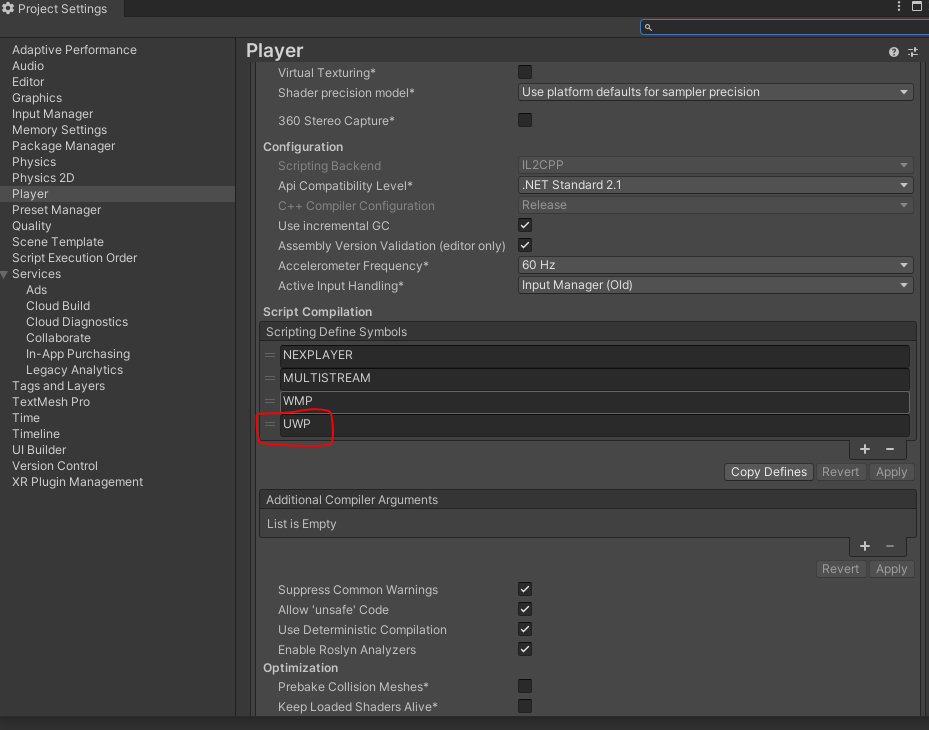 Project Settings
Adaptive Performance
Audio
Editor
Graphics
Input Manager
Memory Settings
Package Manager
Physics
Physics 2D
Player
Preset Manager
Quality
Scene Template
Script Execution Order
Services
Ads
Cloud Build
Cloud Diagnostics
Collaborate
In-App Purchasing
Legacy Analytics
Tags and Layers
TextMesh Pro
Time
Timeline
UI Builder
Version Control
XR Plugin Management
Player
Virtual Texturing*
Shader precision model* Use platform defaults for sampler precision
360 Stereo Capture*
Configuration
Scripting Backend IL2CPP
Api Compatibility Level* .NET Standard 2.1
C++ Compiler Configuration Release
Use incremental GC
Assembly Version Validation (editor only)
Accelerometer Frequency* 60 Hz
Active Input Handling* Input Manager (Old)
Script Compilation
Scripting Define Symbols
NEXPLAYER
MULTISTREAM
WMP
UWP
+ −
Copy Defines Revert Apply
Additional Compiler Arguments
List is Empty
+ −
Revert Apply
Suppress Common Warnings
Allow 'unsafe' Code
Use Deterministic Compilation
Enable Roslyn Analyzers
Optimization
Prebake Collision Meshes*
Keep Loaded Shaders Alive*